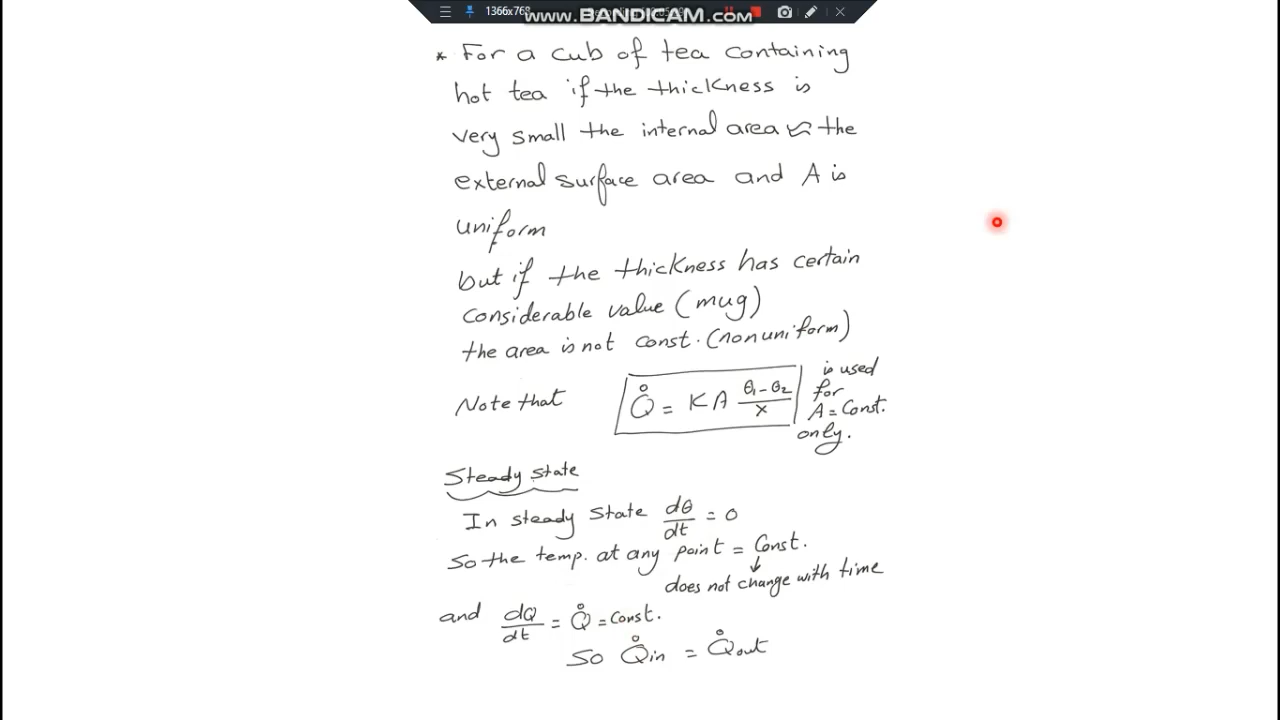 1366x768
www.BANDICAM.com
* For a cub of tea containing
hot tea if the thickness is
very small the internal area ≈ the
external surface area and A is
uniform
but if the thickness has certain
considerable value (mug)
the area is not const. (nonuniform)
Note that Q̊ = KA θ₁-θ₂/x is used for A = Const. only.
Steady state
In steady state dθ/dt = 0
So the temp. at any point = Const.
↓
does not change with time
and dQ/dt = Q̊ = Const.
So Q̊in = Q̊out